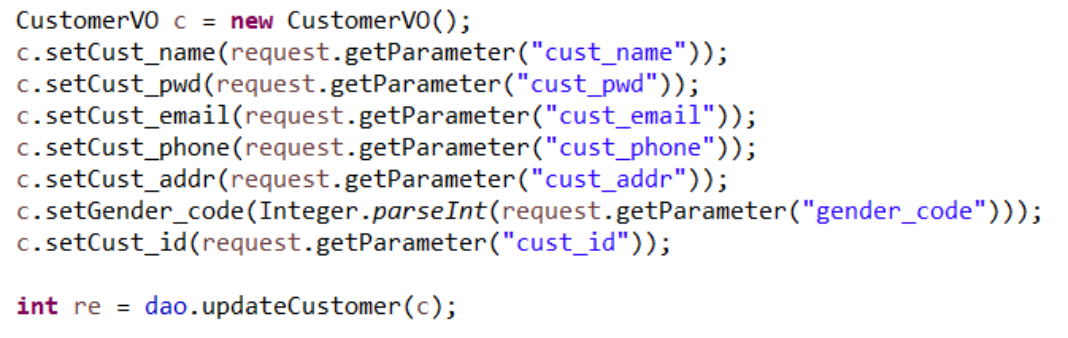 CustomerVO c = new CustomerVO();
c.setCust_name(request.getParameter("cust_name"));
c.setCust_pwd(request.getParameter("cust_pwd"));
c.setCust_email(request.getParameter("cust_email"));
c.setCust_phone(request.getParameter("cust_phone"));
c.setCust_addr(request.getParameter("cust_addr"));
c.setGender_code(Integer.parseInt(request.getParameter("gender_code")));
c.setCust_id(request.getParameter("cust_id"));
int re = dao.updateCustomer(c);